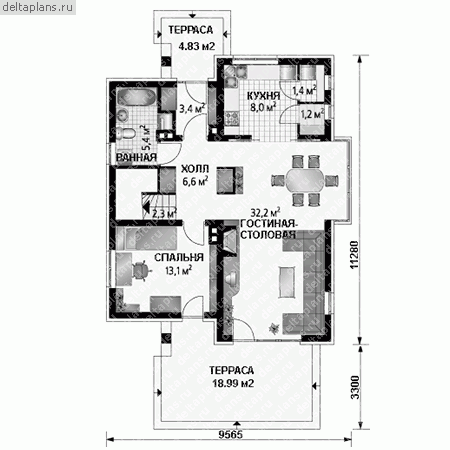 deltaplans.ru
ТЕРРАСА
4.83 м2
3,4 м²
КУХНЯ
8,0 м²
1,4 м²
1,2 м²
5,4 м²
ВАННАЯ
ХОЛЛ
6,6 м²
2,3 м²
32,2 м²
ГОСТИНАЯ-
СТОЛОВАЯ
СПАЛЬНЯ
13,1 м²
11280
ТЕРРАСА
18.99 м2
3300
9565